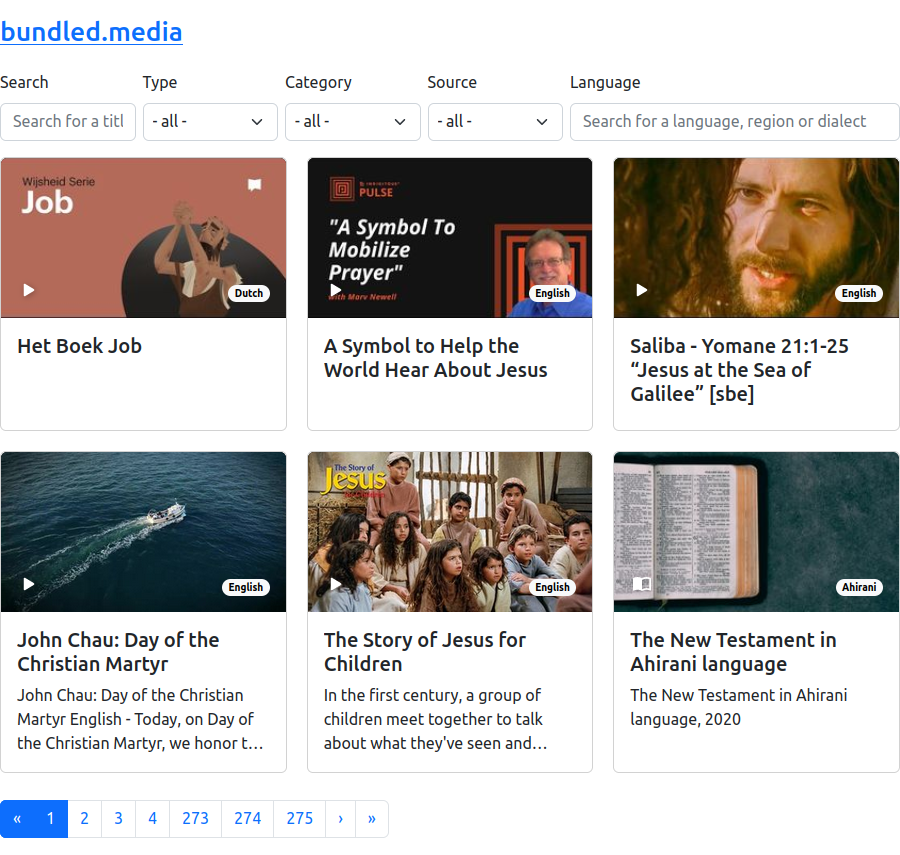 bundled.media
Search Type Category Source Language
Search for a titl - all - - all - - all - Search for a language, region or dialect
Wijsheid Serie
Job
Dutch
PULSE
"A Symbol To
Mobilize
Prayer"
with Marv Newell
English
English
Het Boek Job
A Symbol to Help the
World Hear About Jesus
Saliba - Yomane 21:1-25
“Jesus at the Sea of
Galilee” [sbe]
English
The Story of
Jesus
for Children
English
Ahirani
John Chau: Day of the
Christian Martyr
John Chau: Day of the Christian
Martyr English - Today, on Day of
the Christian Martyr, we honor t…
The Story of Jesus for
Children
In the first century, a group of
children meet together to talk
about what they've seen and…
The New Testament in
Ahirani language
The New Testament in Ahirani
language, 2020
« 1 2 3 4 273 274 275 › »